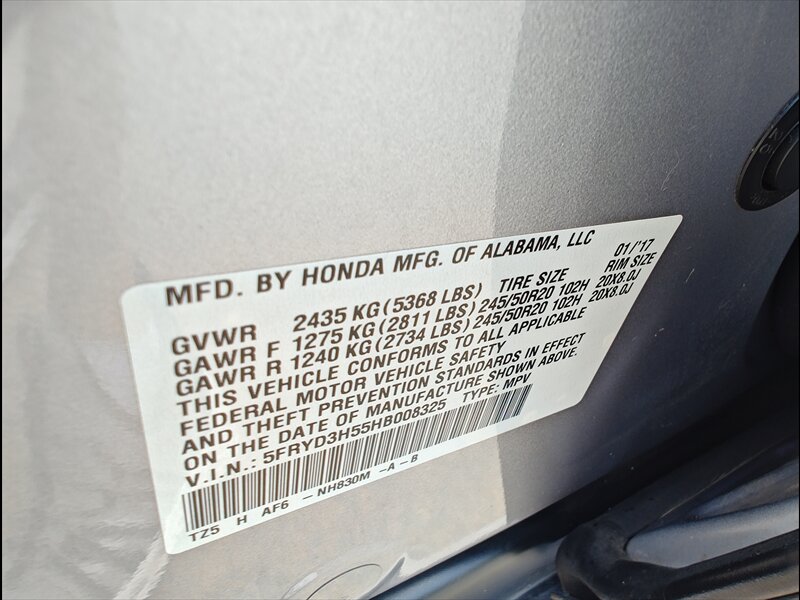 MFD. BY HONDA MFG. OF ALABAMA, LLC 01/'17
GVWR 2435 KG (5368 LBS) TIRE SIZE RIM SIZE
GAWR F 1275 KG (2811 LBS) 245/50R20 102H 20X8.0J
GAWR R 1240 KG (2734 LBS) 245/50R20 102H 20X8.0J
THIS VEHICLE CONFORMS TO ALL APPLICABLE
FEDERAL MOTOR VEHICLE SAFETY
AND THEFT PREVENTION STANDARDS IN EFFECT
ON THE DATE OF MANUFACTURE SHOWN ABOVE.
V.I.N.: 5FRYD3H55HB008325 TYPE: MPV
TZ5 H AF6 - NH830M -A-B